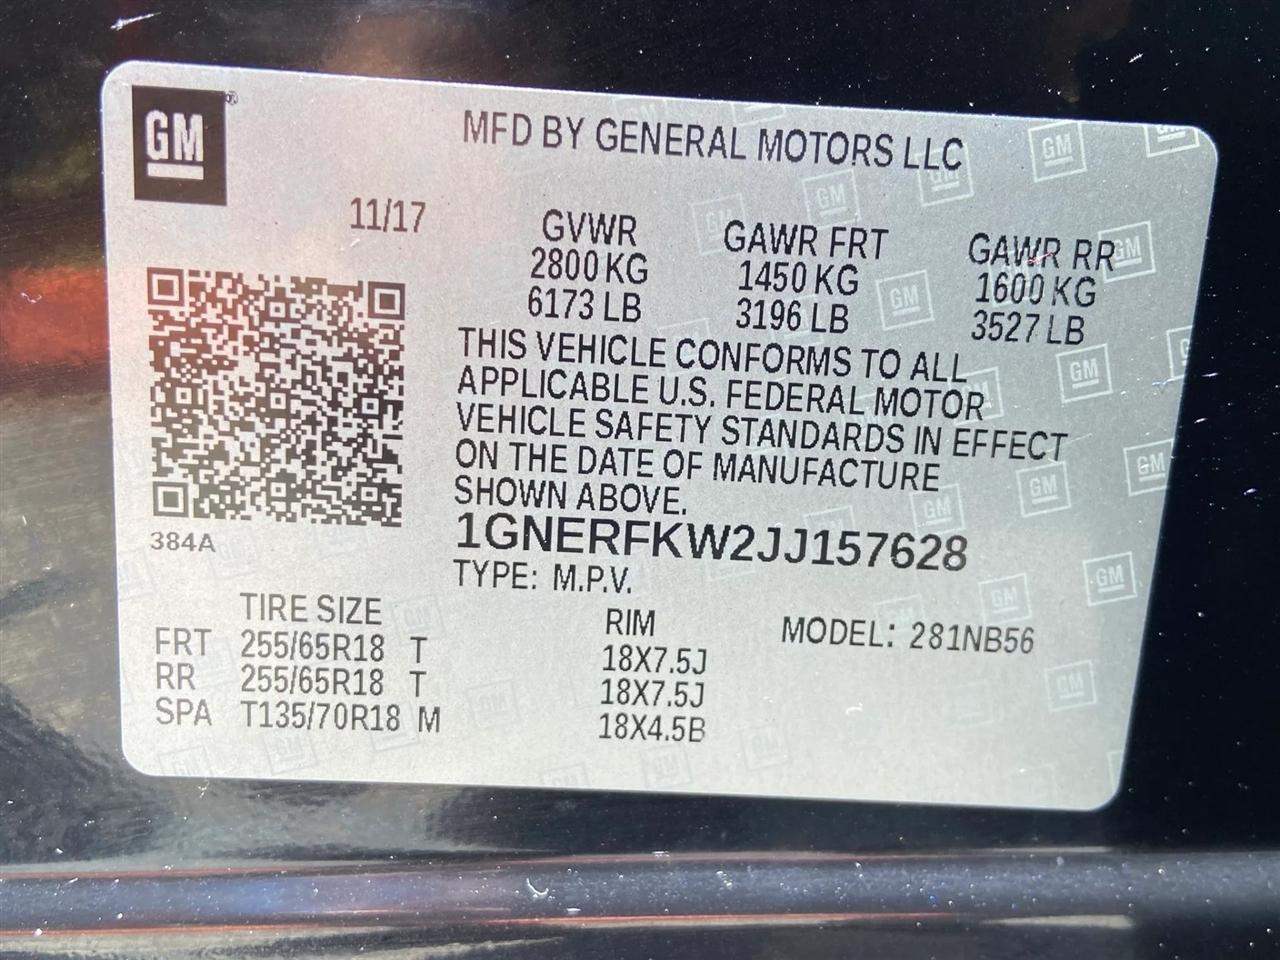 GM
MFD BY GENERAL MOTORS LLC
11/17
GVWR GAWR FRT GAWR RR
2800 KG 1450 KG 1600 KG
6173 LB 3196 LB 3527 LB
THIS VEHICLE CONFORMS TO ALL
APPLICABLE U.S. FEDERAL MOTOR
VEHICLE SAFETY STANDARDS IN EFFECT
ON THE DATE OF MANUFACTURE
SHOWN ABOVE.
1GNERFKW2JJ157628
384A
TYPE: M.P.V.
TIRE SIZE RIM MODEL: 281NB56
FRT 255/65R18 T 18X7.5J
RR 255/65R18 T 18X7.5J
SPA T135/70R18 M 18X4.5B